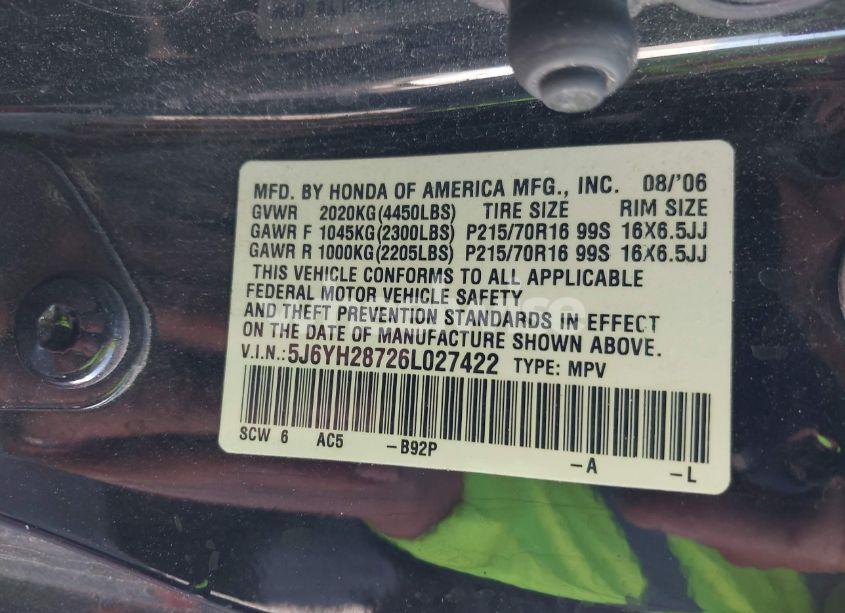 MFD. BY HONDA OF AMERICA MFG., INC. 08/'06
GVWR 2020KG(4450LBS) TIRE SIZE RIM SIZE
GAWR F 1045KG(2300LBS) P215/70R16 99S 16X6.5JJ
GAWR R 1000KG(2205LBS) P215/70R16 99S 16X6.5JJ
THIS VEHICLE CONFORMS TO ALL APPLICABLE
FEDERAL MOTOR VEHICLE SAFETY
AND THEFT PREVENTION STANDARDS IN EFFECT
ON THE DATE OF MANUFACTURE SHOWN ABOVE.
V.I.N.:5J6YH28726L027422 TYPE: MPV
SCW 6 AC5 -B92P -A -L